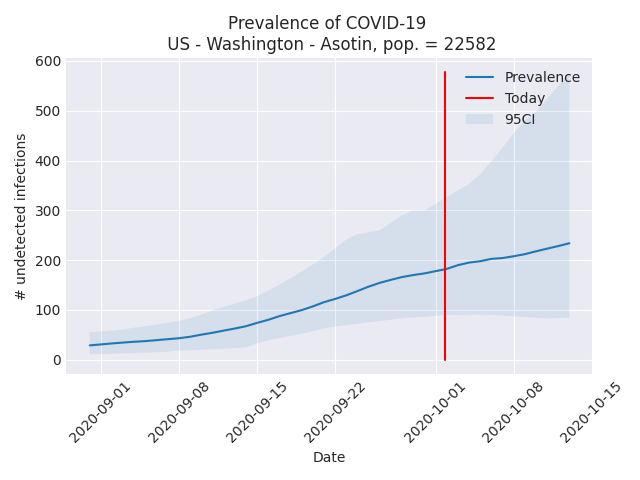 Prevalence of COVID-19
US - Washington - Asotin, pop. = 22582
600
500
400
300
200
100
0
# undetected infections
Prevalence
Today
95CI
2020-09-01
2020-09-08
2020-09-15
2020-09-22
2020-10-01
2020-10-08
2020-10-15
Date